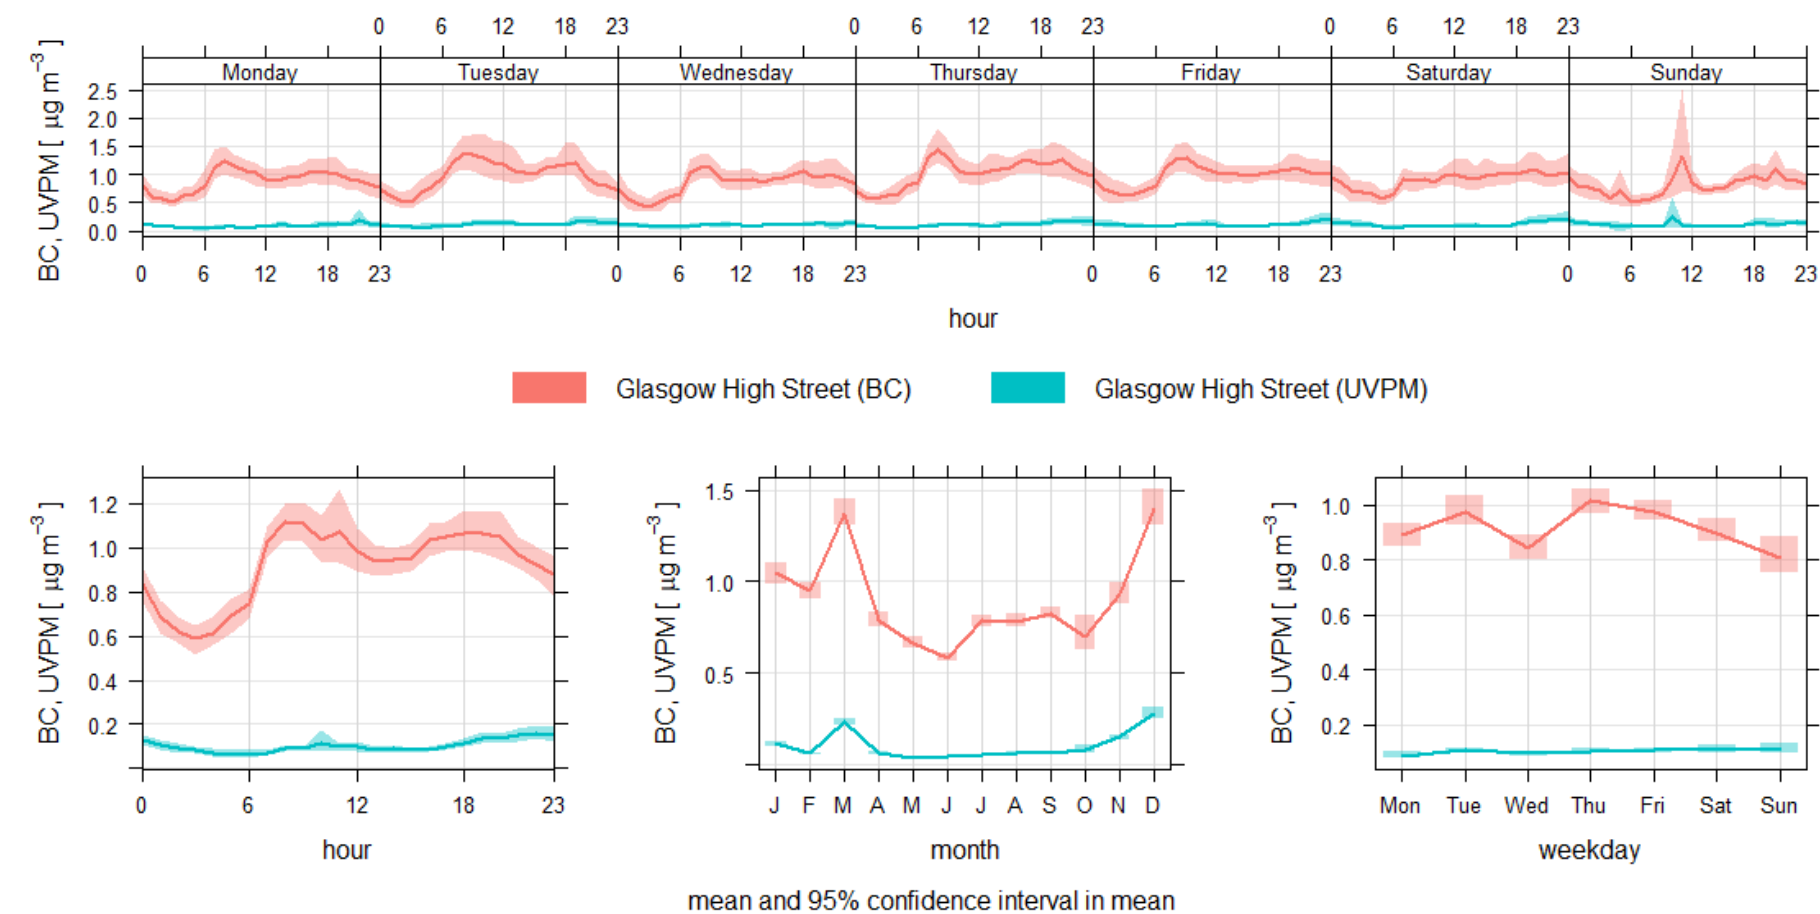 0 6 12 18 23 0 6 12 18 23 0 6 12 18 23
Monday Tuesday Wednesday Thursday Friday Saturday Sunday
BC, UVPM [ µg m⁻³ ]
2.5
2.0
1.5
1.0
0.5
0.0
0 6 12 18 23 0 6 12 18 23 0 6 12 18 23 0 6 12 18 23
hour
Glasgow High Street (BC) Glasgow High Street (UVPM)
BC, UVPM [ µg m⁻³ ]
1.2
1.0
0.8
0.6
0.4
0.2
0 6 12 18 23
hour
BC, UVPM [ µg m⁻³ ]
1.5
1.0
0.5
J F M A M J J A S O N D
month
BC, UVPM [ µg m⁻³ ]
1.0
0.8
0.6
0.4
0.2
Mon Tue Wed Thu Fri Sat Sun
weekday
mean and 95% confidence interval in mean